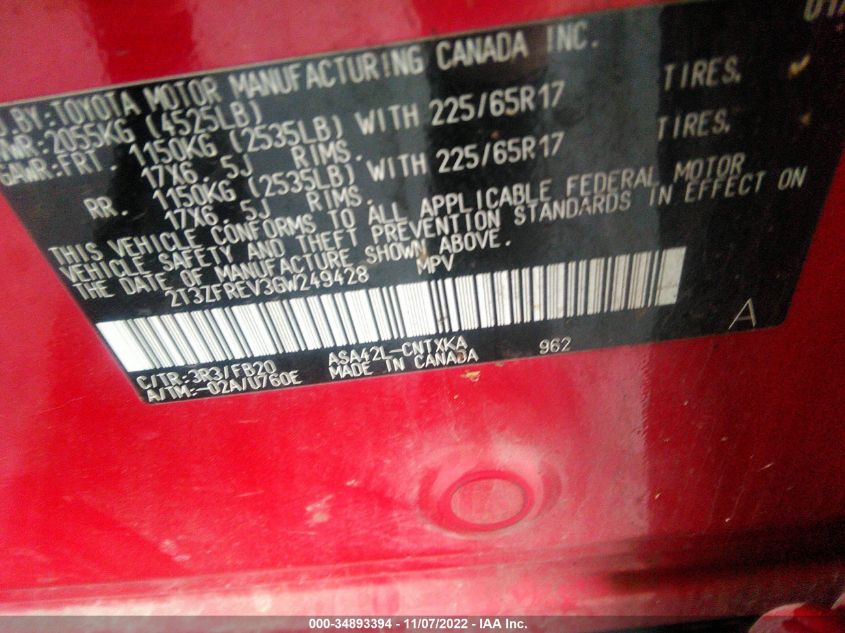 BY: TOYOTA MOTOR MANUFACTURING CANADA INC.
2055KG (4525LB)
GAWR: FRT. 1150KG (2535LB) WITH 225/65R17 TIRES,
17X6.5J RIMS.
RR. 1150KG (2535LB) WITH 225/65R17 TIRES,
17X6.5J RIMS.
THIS VEHICLE CONFORMS TO ALL APPLICABLE FEDERAL MOTOR
VEHICLE SAFETY AND THEFT PREVENTION STANDARDS IN EFFECT ON
THE DATE OF MANUFACTURE SHOWN ABOVE.
2T3ZFREV3GW249428 MPV
A
C/TR: 3R3/FB20 ASA42L-CNTXKA 962
A/TM: -02A/U760E MADE IN CANADA
000-34893394 - 11/07/2022 - IAA Inc.